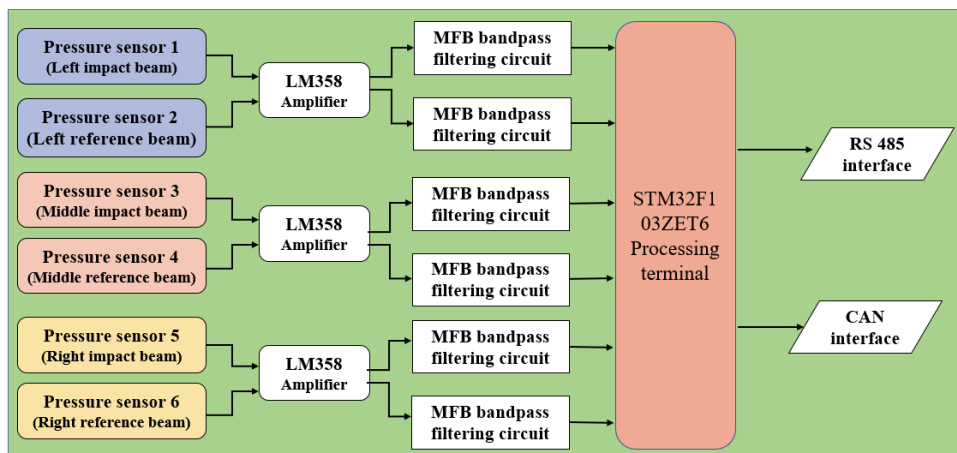 Pressure sensor 1
(Left impact beam)
Pressure sensor 2
(Left reference beam)
LM358
Amplifier
MFB bandpass
filtering circuit
MFB bandpass
filtering circuit
Pressure sensor 3
(Middle impact beam)
Pressure sensor 4
(Middle reference beam)
LM358
Amplifier
MFB bandpass
filtering circuit
MFB bandpass
filtering circuit
Pressure sensor 5
(Right impact beam)
Pressure sensor 6
(Right reference beam)
LM358
Amplifier
MFB bandpass
filtering circuit
MFB bandpass
filtering circuit
STM32F1
03ZET6
Processing
terminal
RS 485
interface
CAN
interface